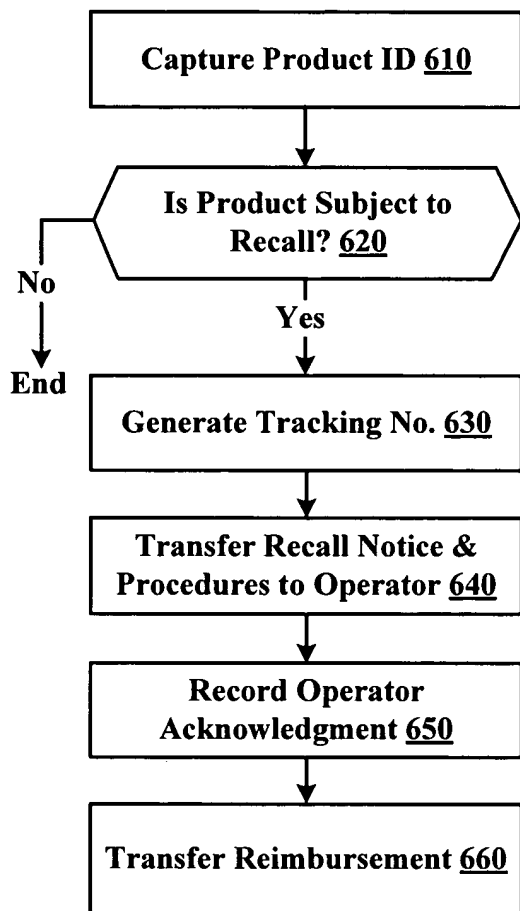 Capture Product ID 610
Is Product Subject to
Recall? 620
No
Yes
End
Generate Tracking No. 630
Transfer Recall Notice &
Procedures to Operator 640
Record Operator
Acknowledgment 650
Transfer Reimbursement 660